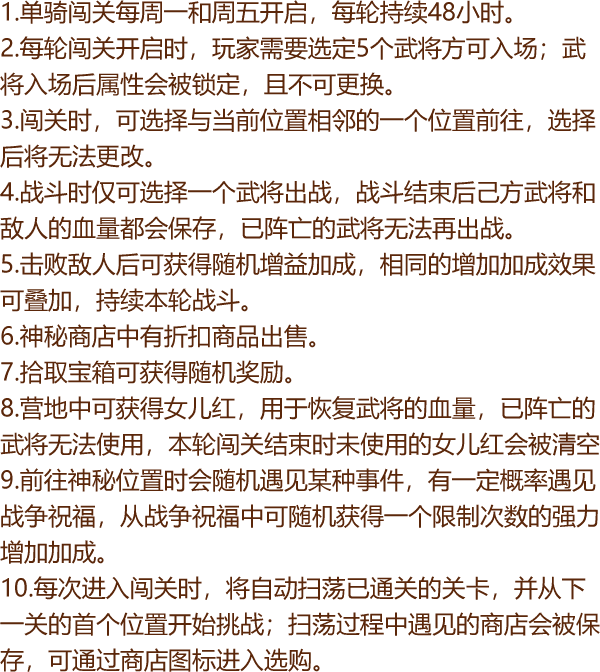 1.单骑闯关每周一和周五开启，每轮持续48小时。
2.每轮闯关开启时，玩家需要选定5个武将方可入场；武
将入场后属性会被锁定，且不可更换。
3.闯关时，可选择与当前位置相邻的一个位置前往，选择
后将无法更改。
4.战斗时仅可选择一个武将出战，战斗结束后己方武将和
敌人的血量都会保存，已阵亡的武将无法再出战。
5.击败敌人后可获得随机增益加成，相同的增加加成效果
可叠加，持续本轮战斗。
6.神秘商店中有折扣商品出售。
7.拾取宝箱可获得随机奖励。
8.营地中可获得女儿红，用于恢复武将的血量，已阵亡的
武将无法使用，本轮闯关结束时未使用的女儿红会被清空
9.前往神秘位置时会随机遇见某种事件，有一定概率遇见
战争祝福，从战争祝福中可随机获得一个限制次数的强力
增加加成。
10.每次进入闯关时，将自动扫荡已通关的关卡，并从下
一关的首个位置开始挑战；扫荡过程中遇见的商店会被保
存，可通过商店图标进入选购。